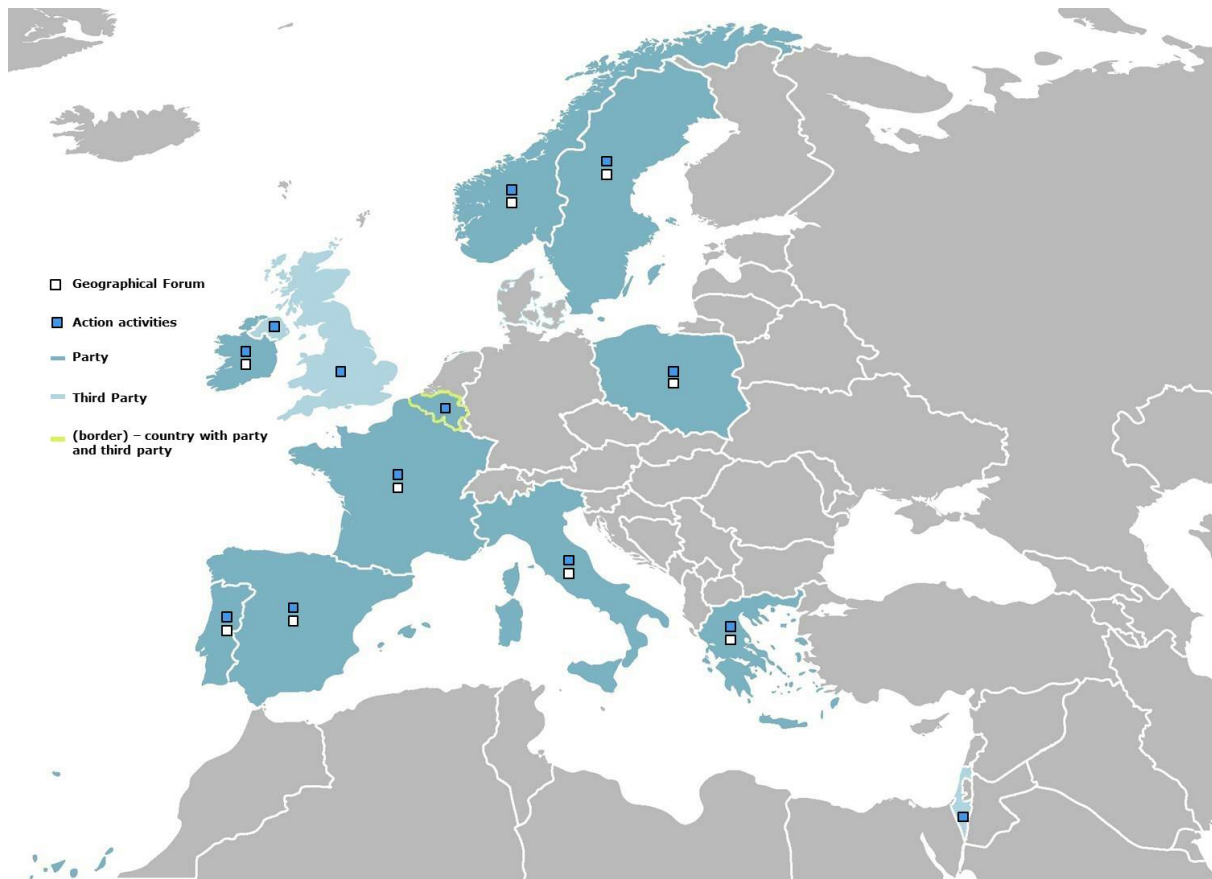 Geographical Forum
Action activities
Party
Third Party
(border) – country with party
and third party